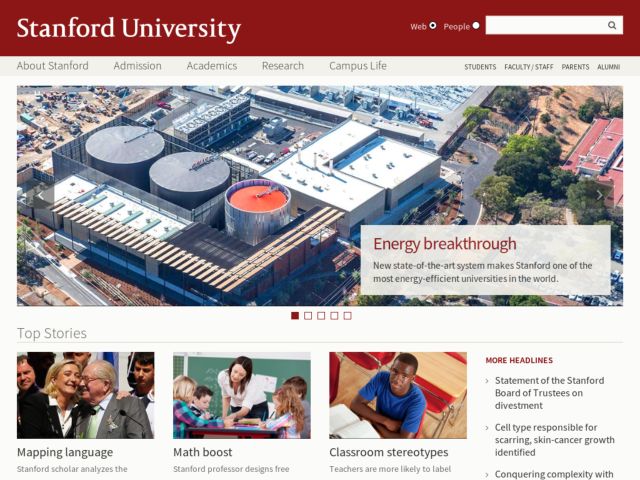 Stanford University
Web People
About Stanford Admission Academics Research Campus Life
STUDENTS FACULTY / STAFF PARENTS ALUMNI
Energy breakthrough
New state-of-the-art system makes Stanford one of the
most energy-efficient universities in the world.
Top Stories
Mapping language
Stanford scholar analyzes the
Math boost
Stanford professor designs free
Classroom stereotypes
Teachers are more likely to label
MORE HEADLINES
Statement of the Stanford
Board of Trustees on
divestment
Cell type responsible for
scarring, skin-cancer growth
identified
Conquering complexity with